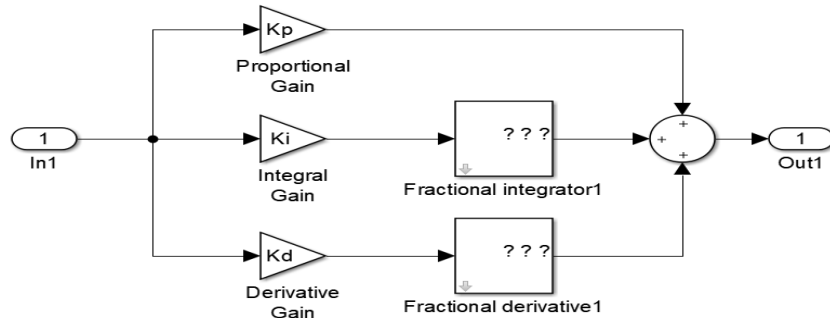 Kp
Proportional
Gain
1
In1
Ki
Integral
Gain
? ? ?
Fractional integrator1
+
+
+
1
Out1
Kd
Derivative
Gain
? ? ?
Fractional derivative1